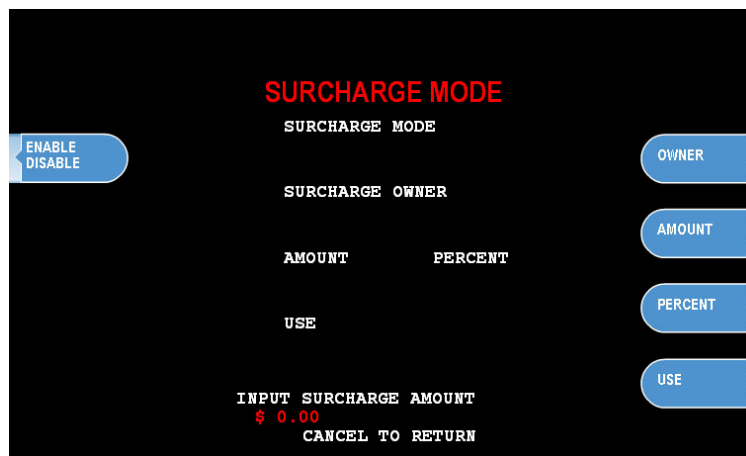 SURCHARGE MODE
SURCHARGE MODE
ENABLE
DISABLE
OWNER
SURCHARGE OWNER
AMOUNT
AMOUNT PERCENT
PERCENT
USE
USE
INPUT SURCHARGE AMOUNT
$ 0.00
CANCEL TO RETURN